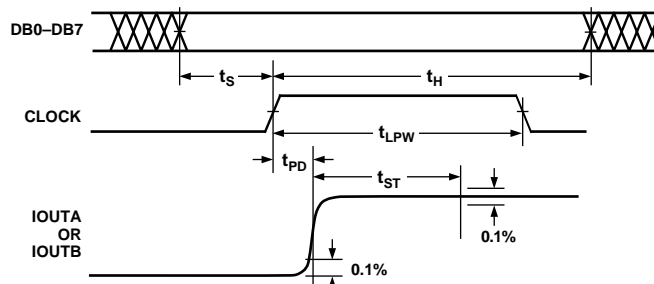 DB0–DB7
tS
tH
CLOCK
tLPW
tPD
tST
IOUTA
OR
IOUTB
0.1%
0.1%